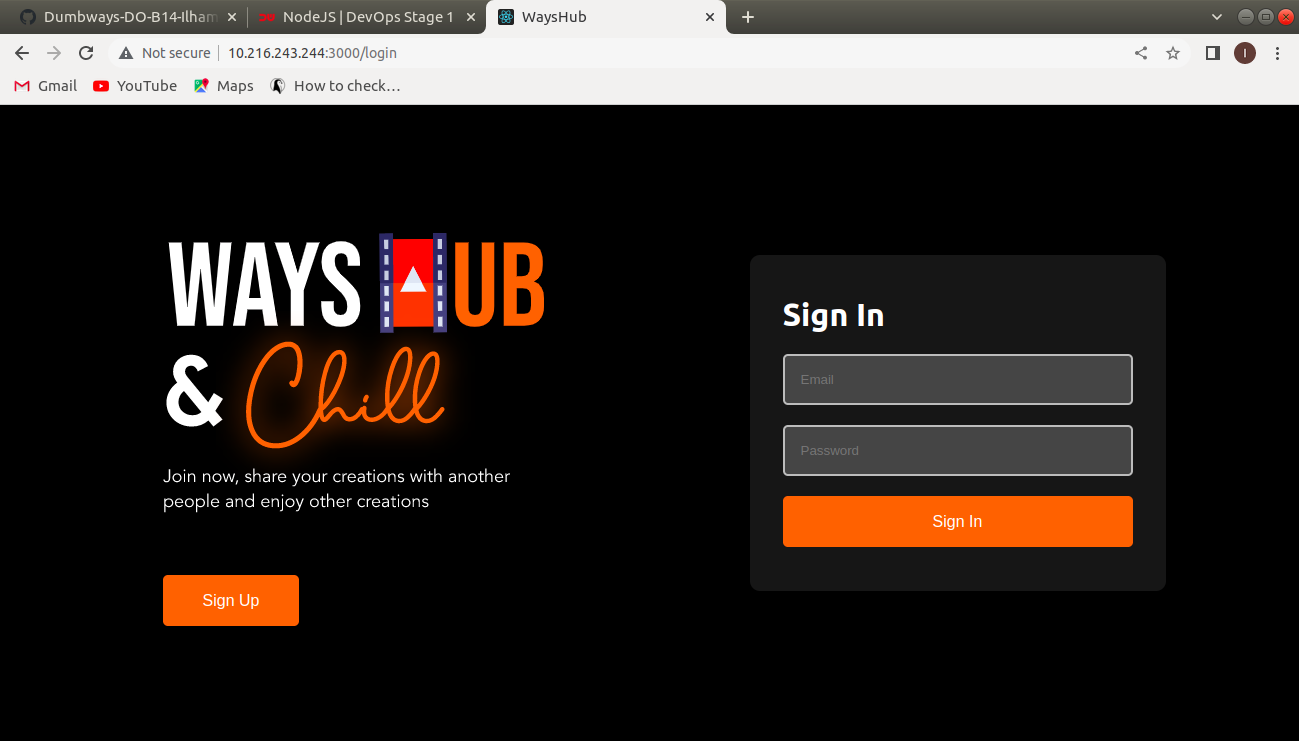 Dumbways-DO-B14-Ilham
NodeJS | DevOps Stage 1
WaysHub
Not secure
10.216.243.244:3000/login
I
Gmail
YouTube
Maps
How to check…
WAYS HUB
& Chill
Join now, share your creations with another
people and enjoy other creations
Sign Up
Sign In
Email
Password
Sign In